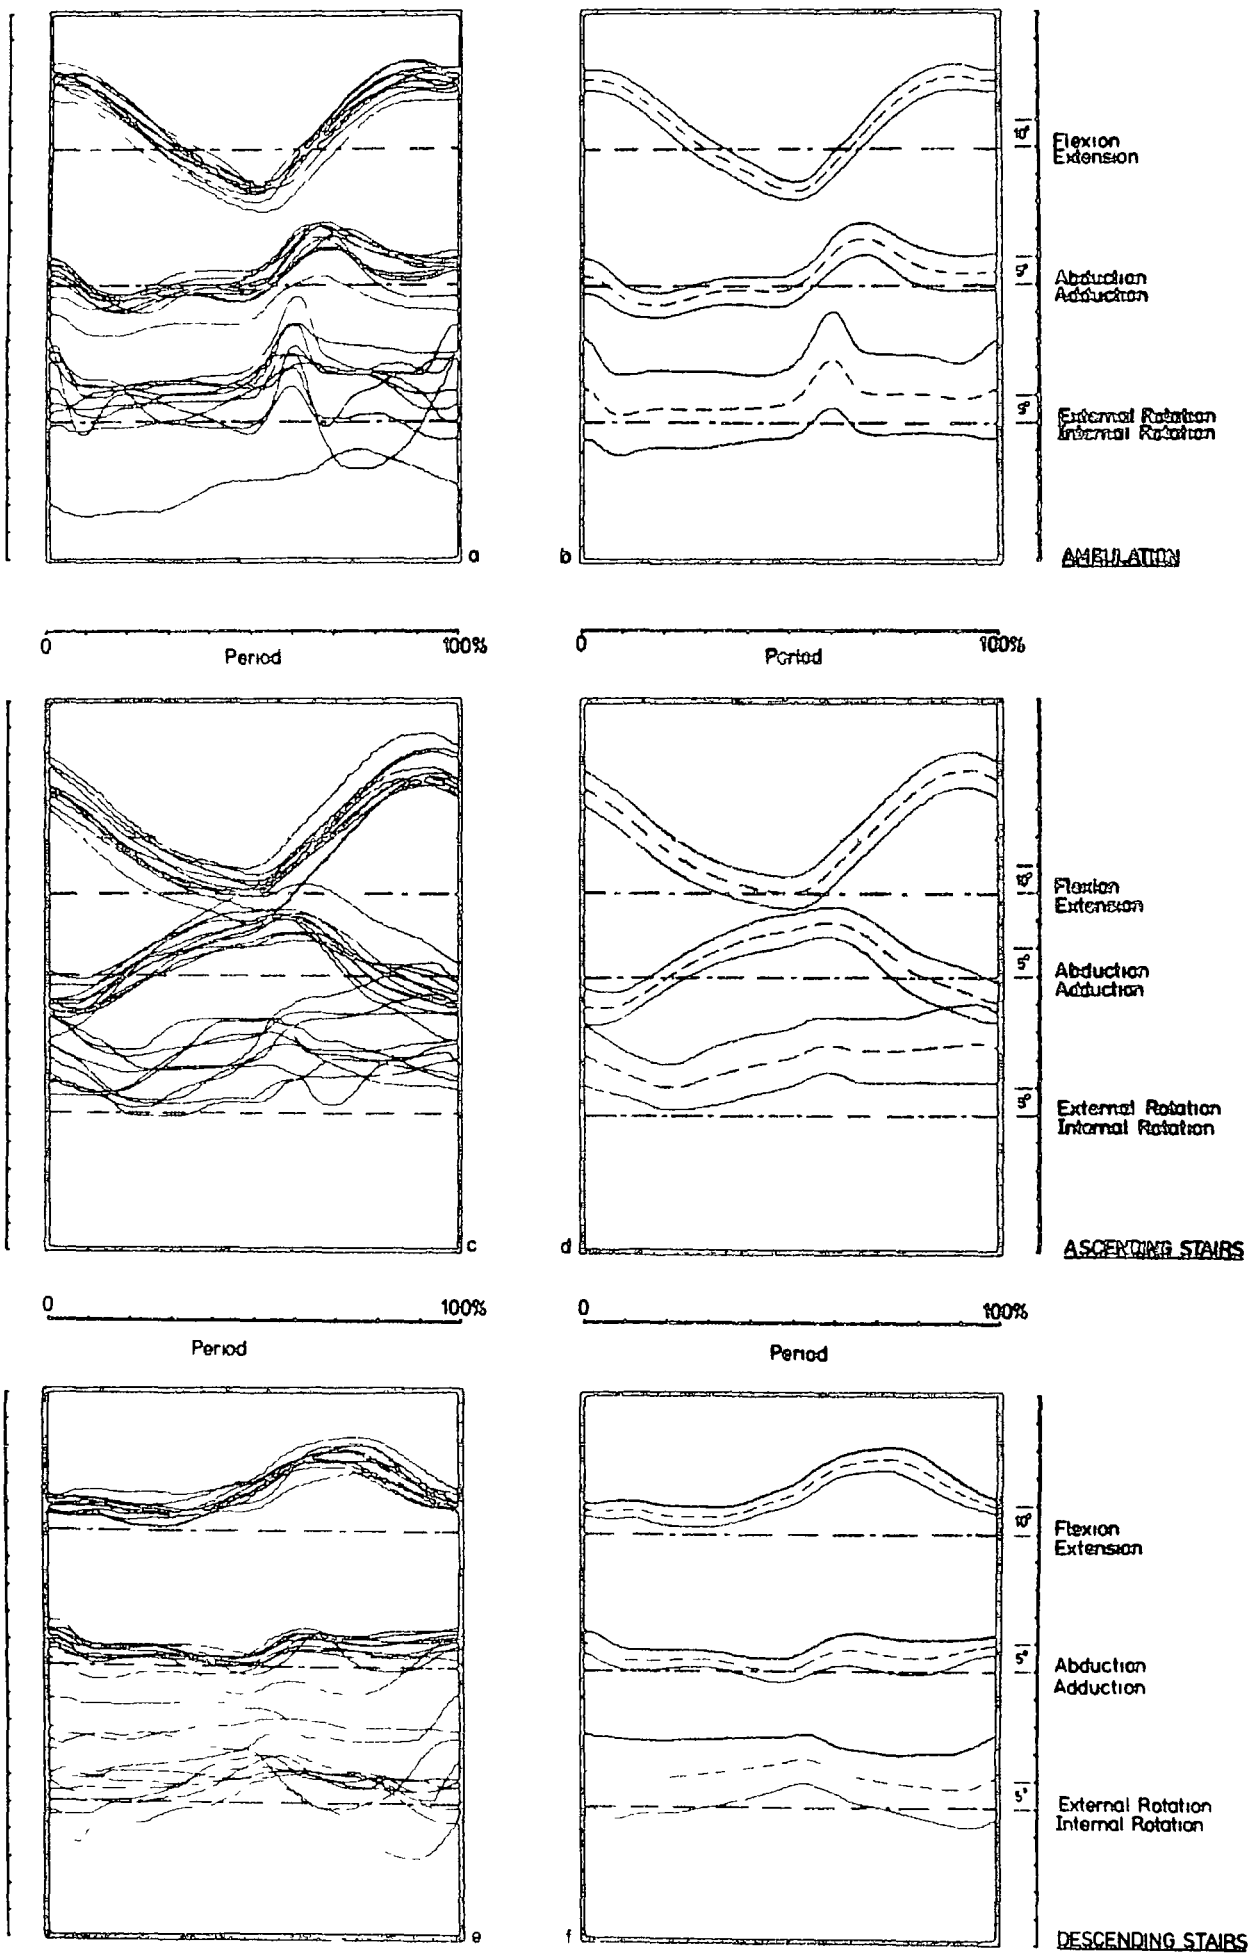 10°
Flexion
Extension
5°
Abduction
Adduction
5°
External Rotation
Internal Rotation
a
b
AMBULATION
0
100%
0
100%
Period
Period
10°
Flexion
Extension
5°
Abduction
Adduction
5°
External Rotation
Internal Rotation
c
d
ASCENDING STAIRS
0
100%
0
100%
Period
Period
10°
Flexion
Extension
5°
Abduction
Adduction
5°
External Rotation
Internal Rotation
e
f
DESCENDING STAIRS